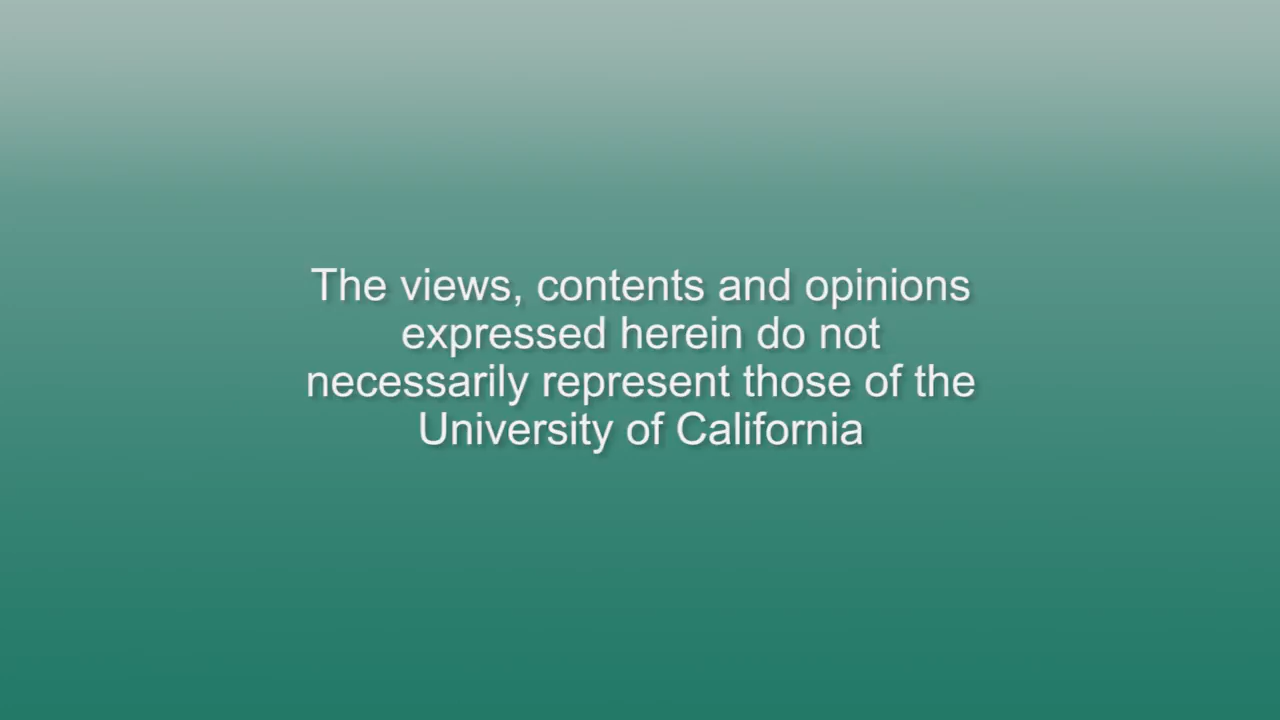 The views, contents and opinions
expressed herein do not
necessarily represent those of the
University of California